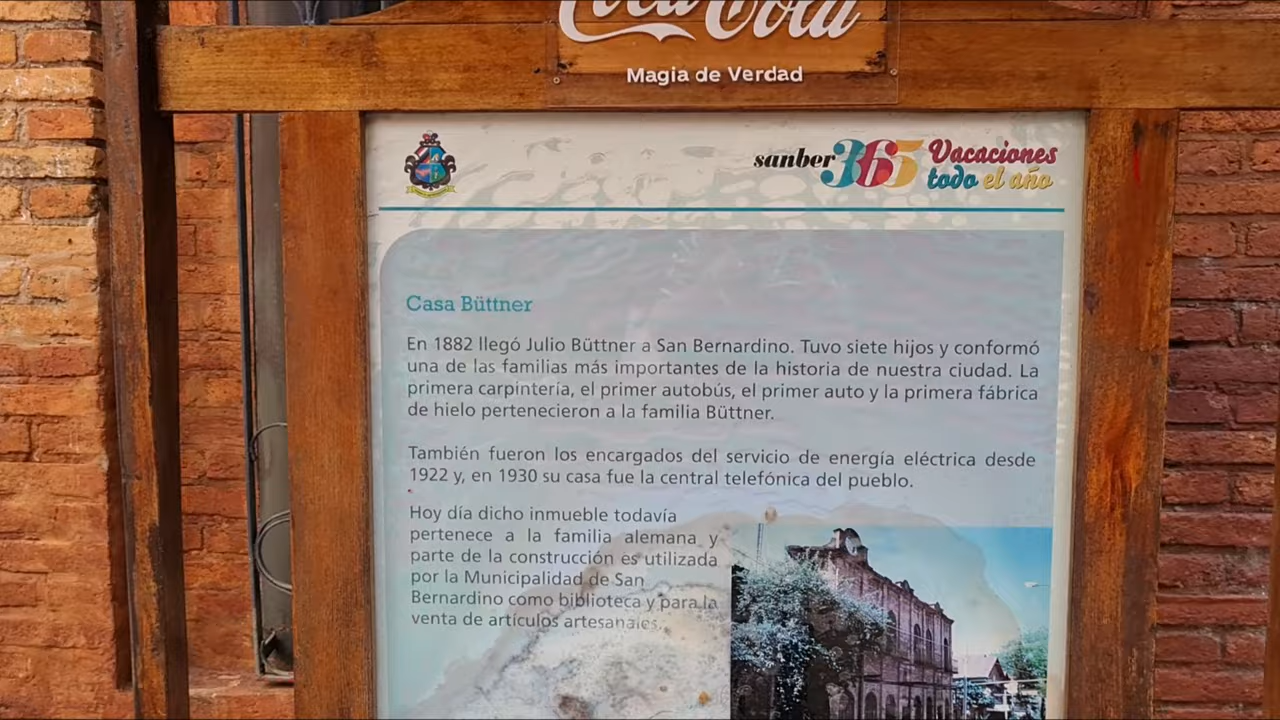 Coca-Cola
Magia de Verdad
sanber 365 Vacaciones
todo el año
Casa Büttner
En 1882 llegó Julio Büttner a San Bernardino. Tuvo siete hijos y conformó
una de las familias más importantes de la historia de nuestra ciudad. La
primera carpintería, el primer autobús, el primer auto y la primera fábrica
de hielo pertenecieron a la familia Büttner.
También fueron los encargados del servicio de energía eléctrica desde
1922 y, en 1930 su casa fue la central telefónica del pueblo.
Hoy día dicho inmueble todavía
pertenece a la familia alemana y
parte de la construcción es utilizada
por la Municipalidad de San
Bernardino como biblioteca y para la
venta de artículos artesanales.